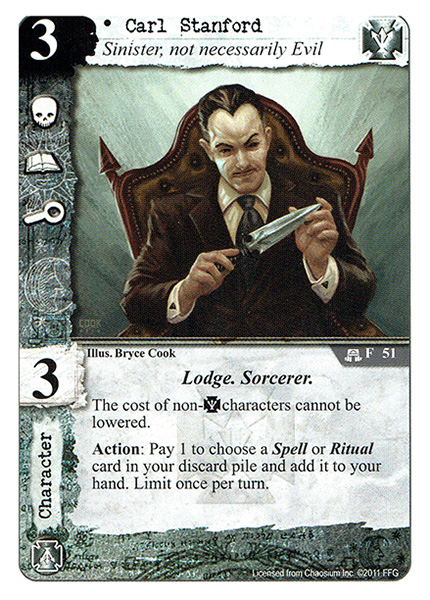 3
• Carl Stanford
Sinister, not necessarily Evil
COOK
Illus. Bryce Cook
F 51
3
Lodge. Sorcerer.
The cost of non- characters cannot be
lowered.
Action: Pay 1 to choose a Spell or Ritual
card in your discard pile and add it to your
hand. Limit once per turn.
Character
Licensed from Chaosium Inc. ©2011 FFG